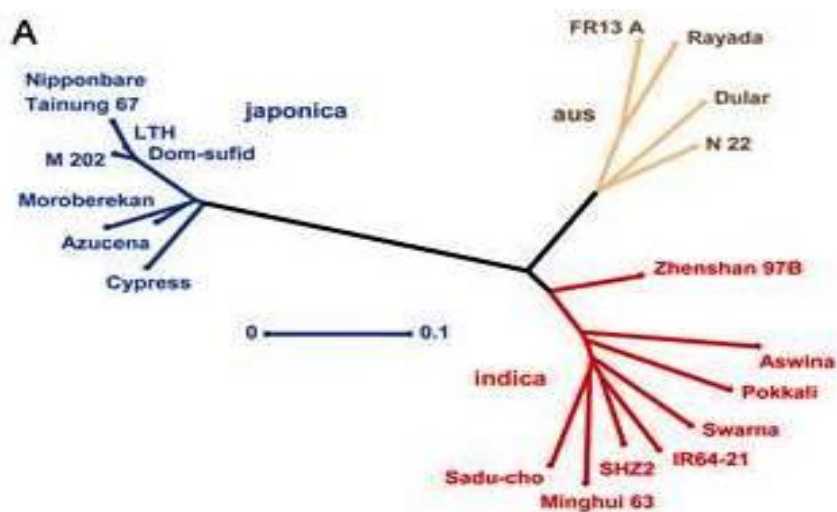 A
FR13 A
Rayada
Nipponbare
Tainung 67
japonica
aus
Dular
LTH
N 22
M 202
Dom-sufid
Moroberekan
Azucena
Zhenshan 97B
Cypress
0
0.1
Aswina
indica
Pokkali
Swarna
IR64-21
SHZ2
Sadu-cho
Minghui 63